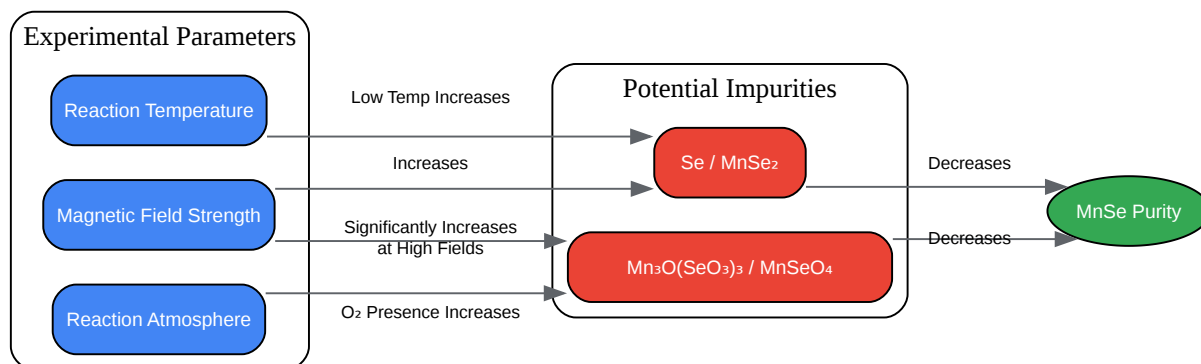 Experimental Parameters
Reaction Temperature
Magnetic Field Strength
Reaction Atmosphere
Low Temp Increases
Increases
Significantly Increases
at High Fields
O₂ Presence Increases
Potential Impurities
Se / MnSe₂
Mn₃O(SeO₃)₃ / MnSeO₄
Decreases
Decreases
MnSe Purity